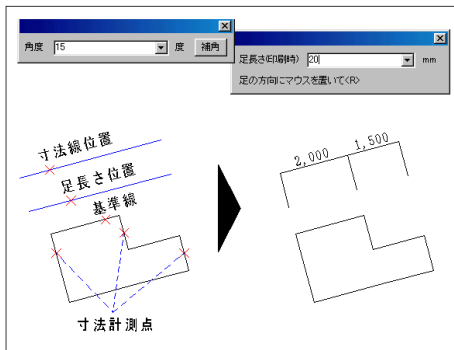 角度 15 度 補角
足長さ(印刷時) 20 mm
足の方向にマウスを置いて<R>
寸法線位置
足長さ位置
基準線
寸法計測点
2,000
1,500